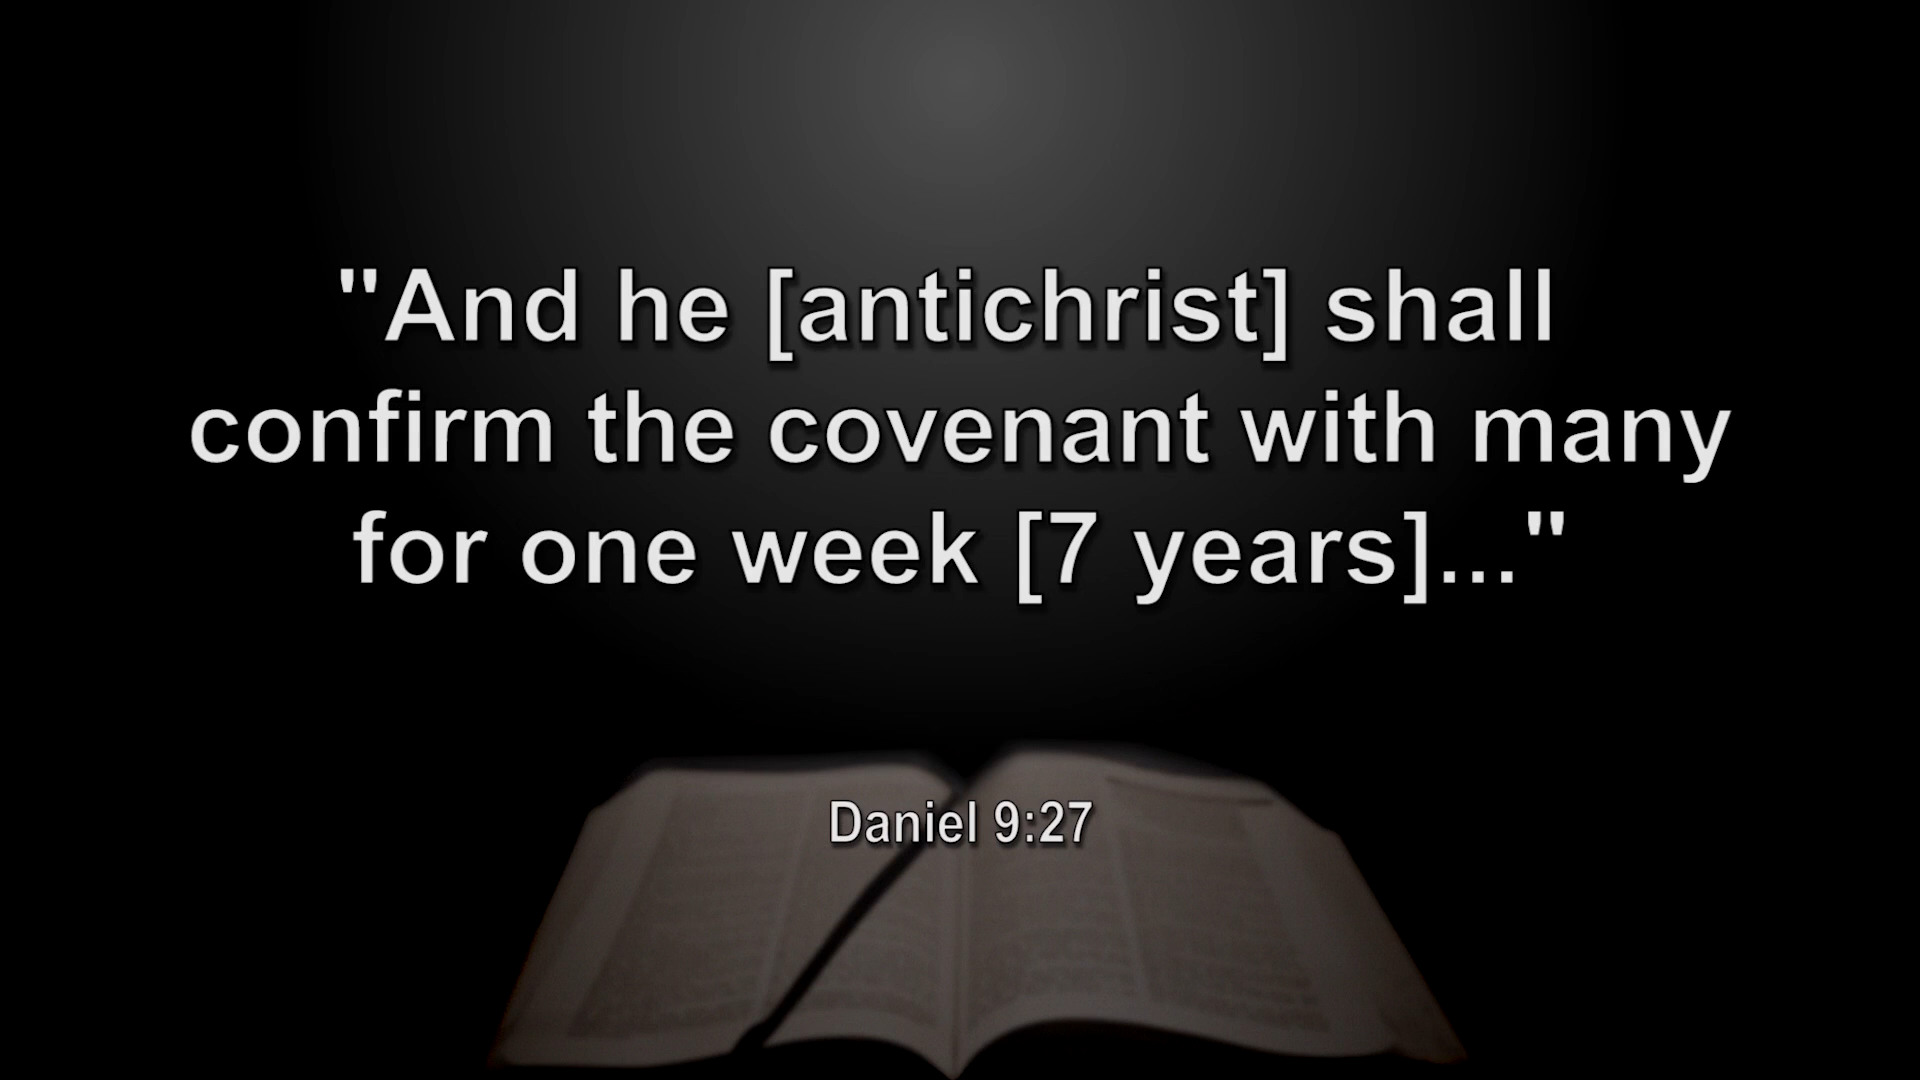 "And he [antichrist] shall
confirm the covenant with many
for one week [7 years]..."
Daniel 9:27